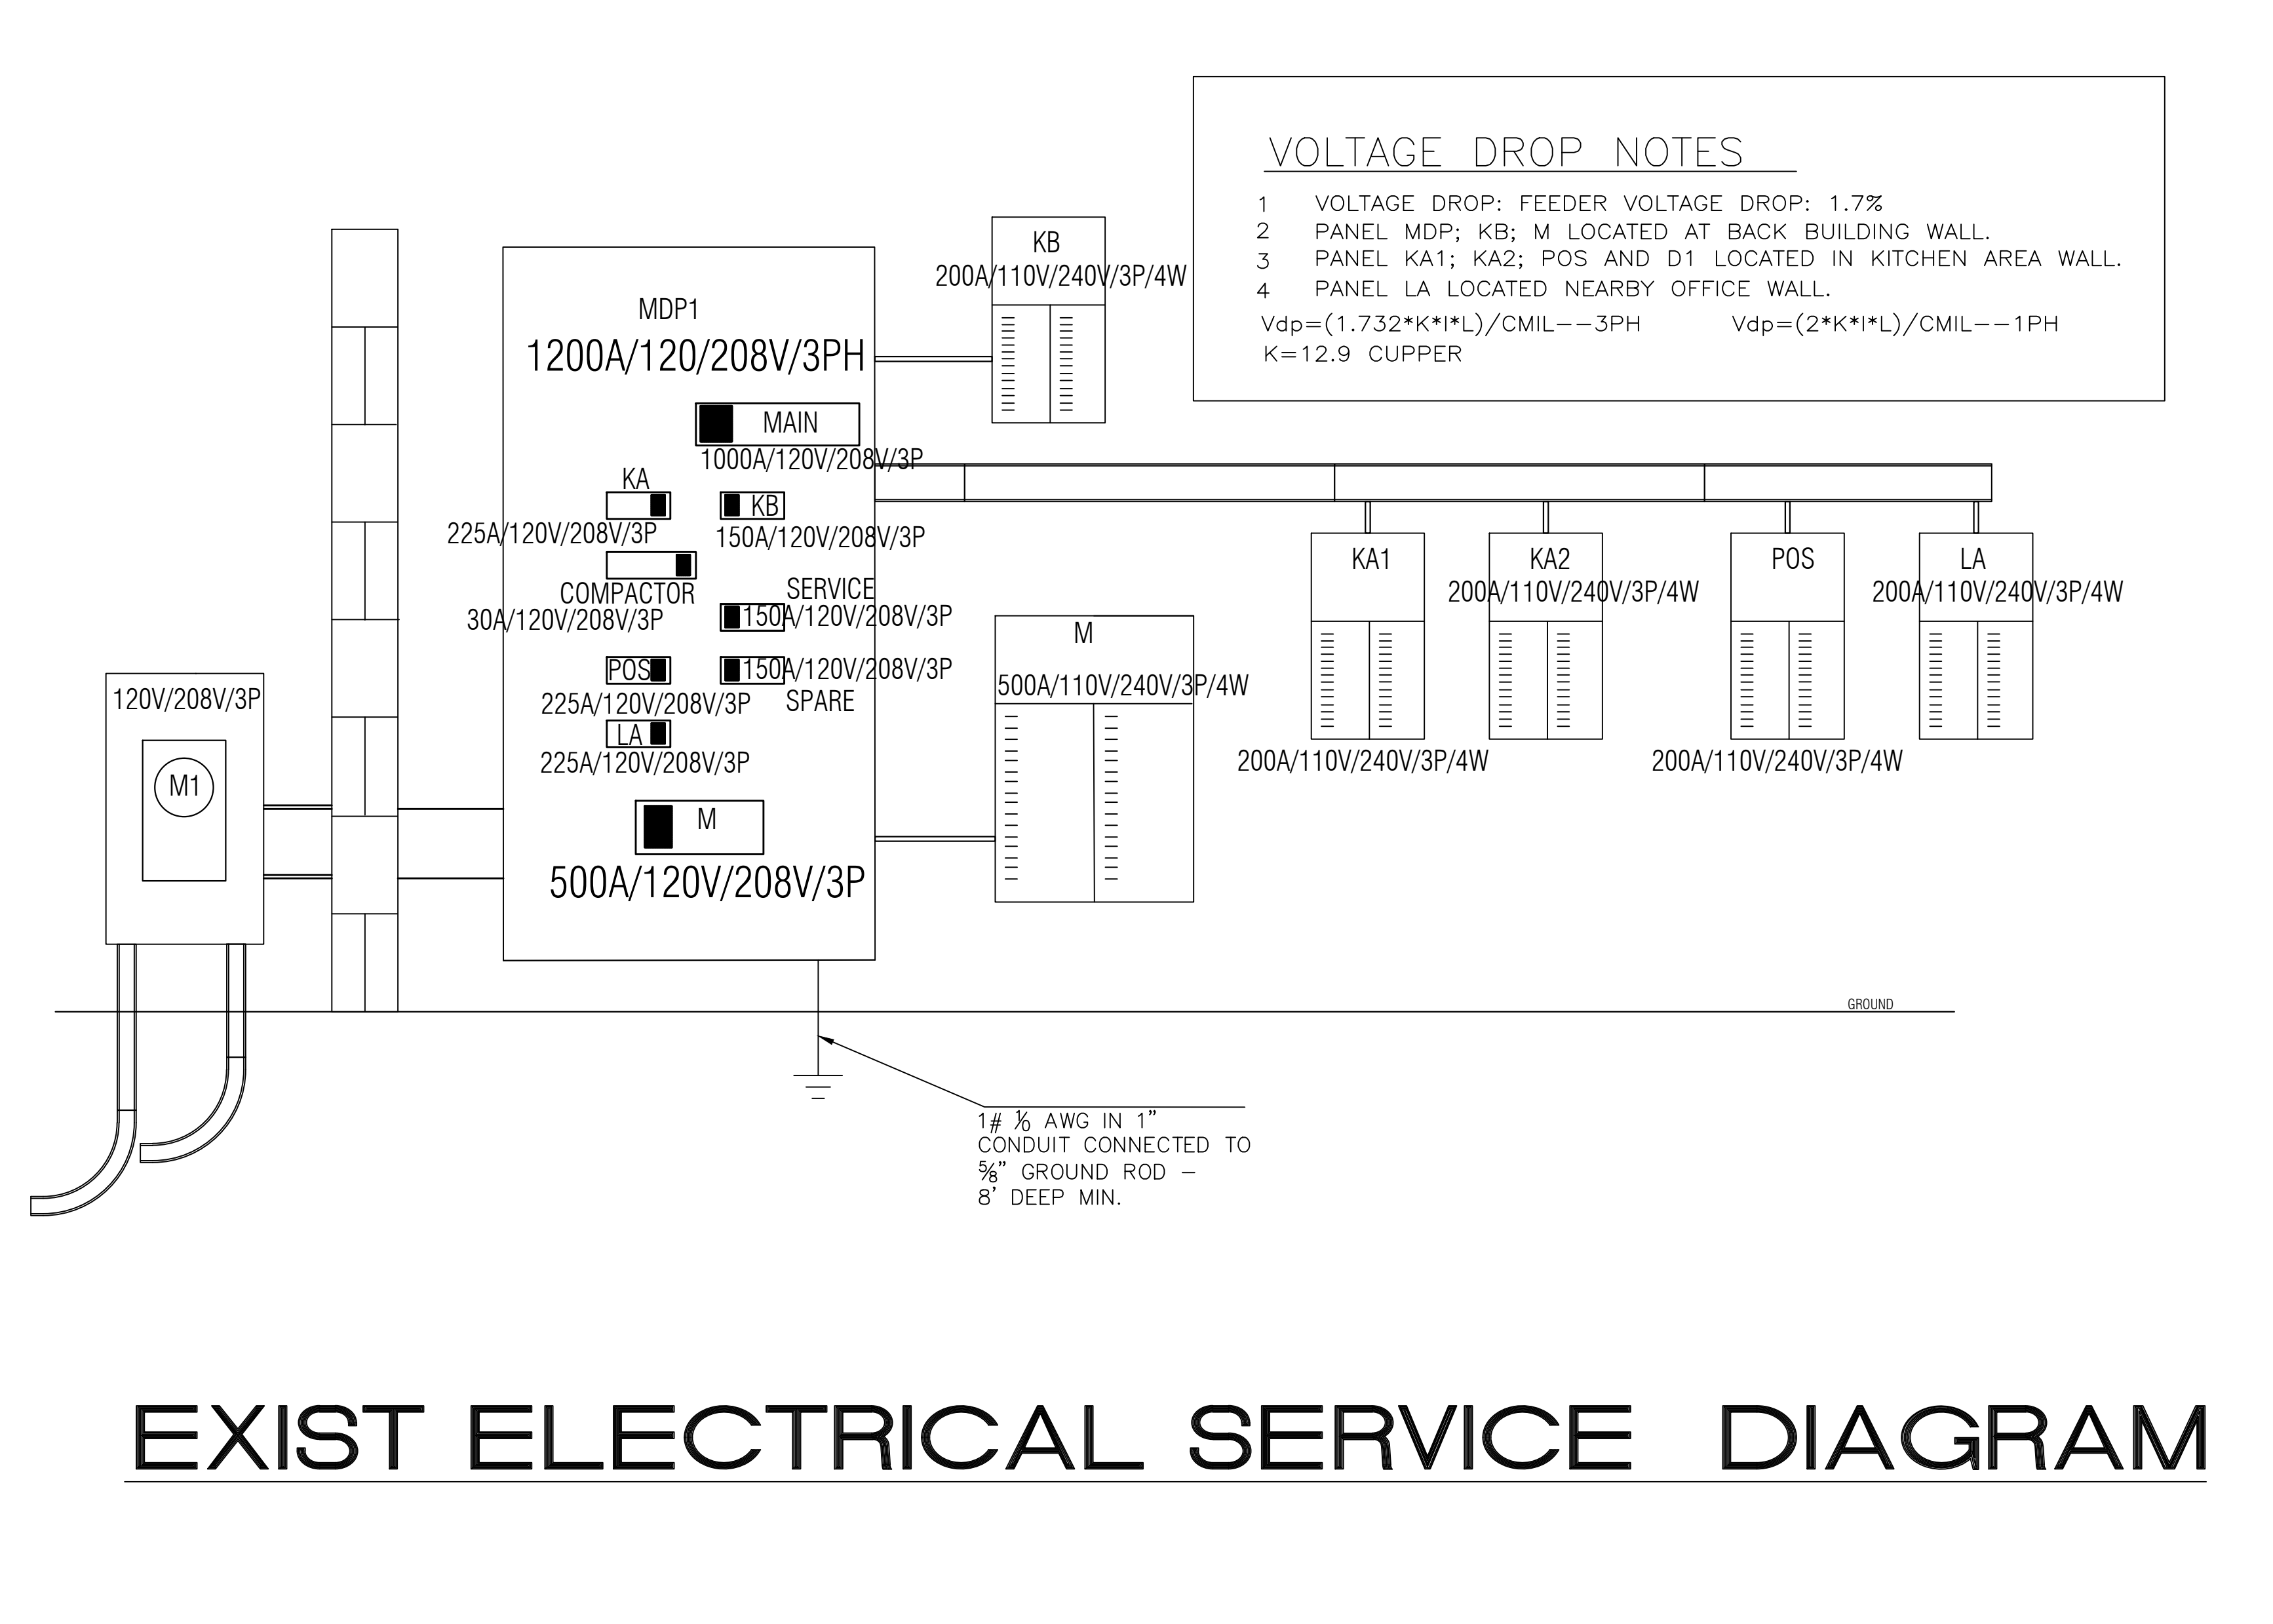 VOLTAGE DROP NOTES
1 VOLTAGE DROP: FEEDER VOLTAGE DROP: 1.7%
2 PANEL MDP; KB; M LOCATED AT BACK BUILDING WALL.
3 PANEL KA1; KA2; POS AND D1 LOCATED IN KITCHEN AREA WALL.
4 PANEL LA LOCATED NEARBY OFFICE WALL.
Vdp=(1.732*K*I*L)/CMIL--3PH Vdp=(2*K*I*L)/CMIL--1PH
K=12.9 CUPPER
KB
200A/110V/240V/3P/4W
MDP1
1200A/120/208V/3PH
MAIN
1000A/120V/208V/3P
KA
225A/120V/208V/3P
KB
150A/120V/208V/3P
COMPACTOR
30A/120V/208V/3P
SERVICE
150A/120V/208V/3P
POS
225A/120V/208V/3P
150A/120V/208V/3P
SPARE
LA
225A/120V/208V/3P
M
500A/120V/208V/3P
120V/208V/3P
M1
M
500A/110V/240V/3P/4W
KA1
200A/110V/240V/3P/4W
KA2
200A/110V/240V/3P/4W
POS
200A/110V/240V/3P/4W
LA
200A/110V/240V/3P/4W
GROUND
1# 1/0 AWG IN 1"
CONDUIT CONNECTED TO
5/8" GROUND ROD -
8' DEEP MIN.
EXIST ELECTRICAL SERVICE DIAGRAM